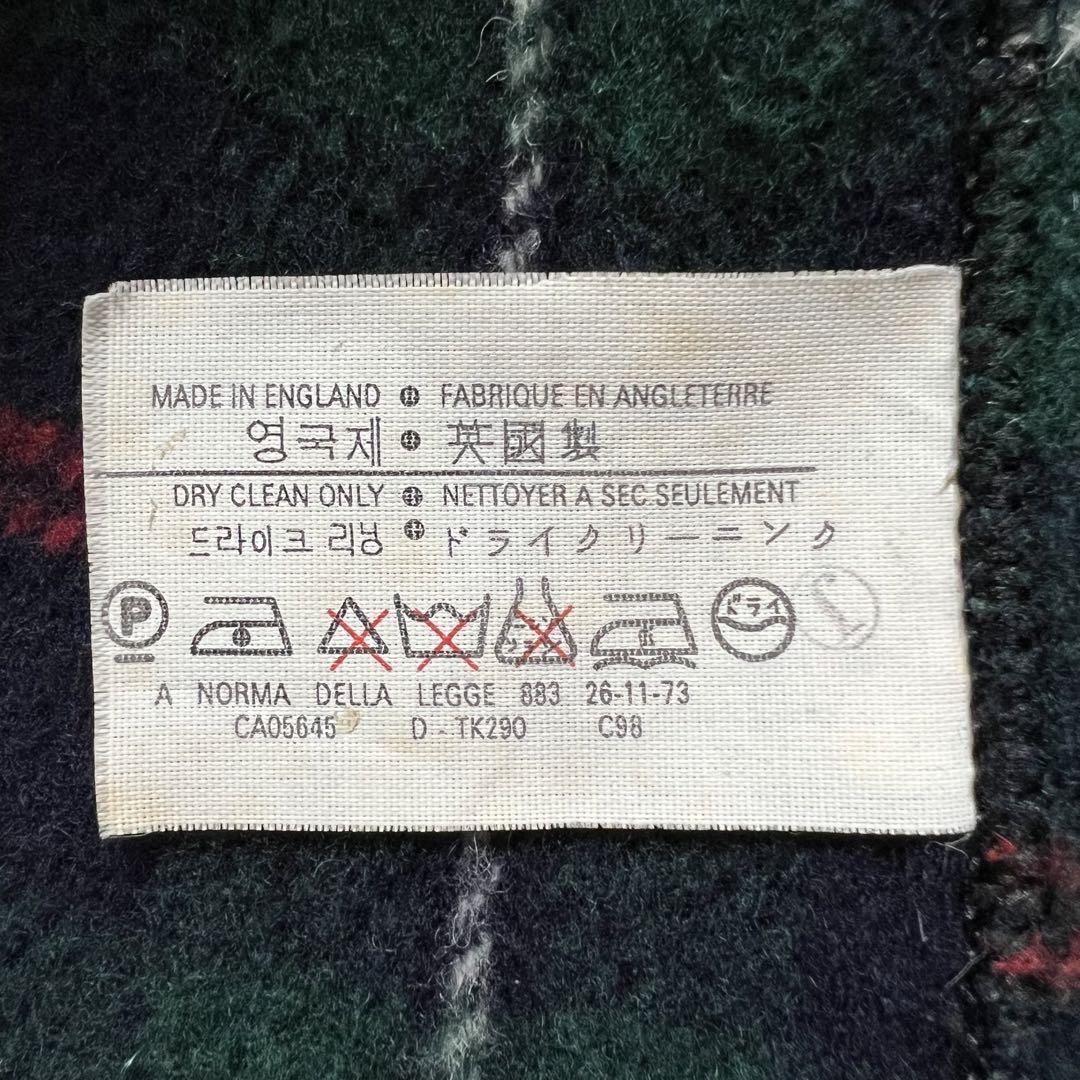 MADE IN ENGLAND FABRIQUE EN ANGLETERRE
영국제 英國製
DRY CLEAN ONLY NETTOYER A SEC SEULEMENT
드라이크 리닝 ドライクリーニング
P ドライ
A NORMA DELLA LEGGE 883 26-11-73
CA05645 D - TK290 C98